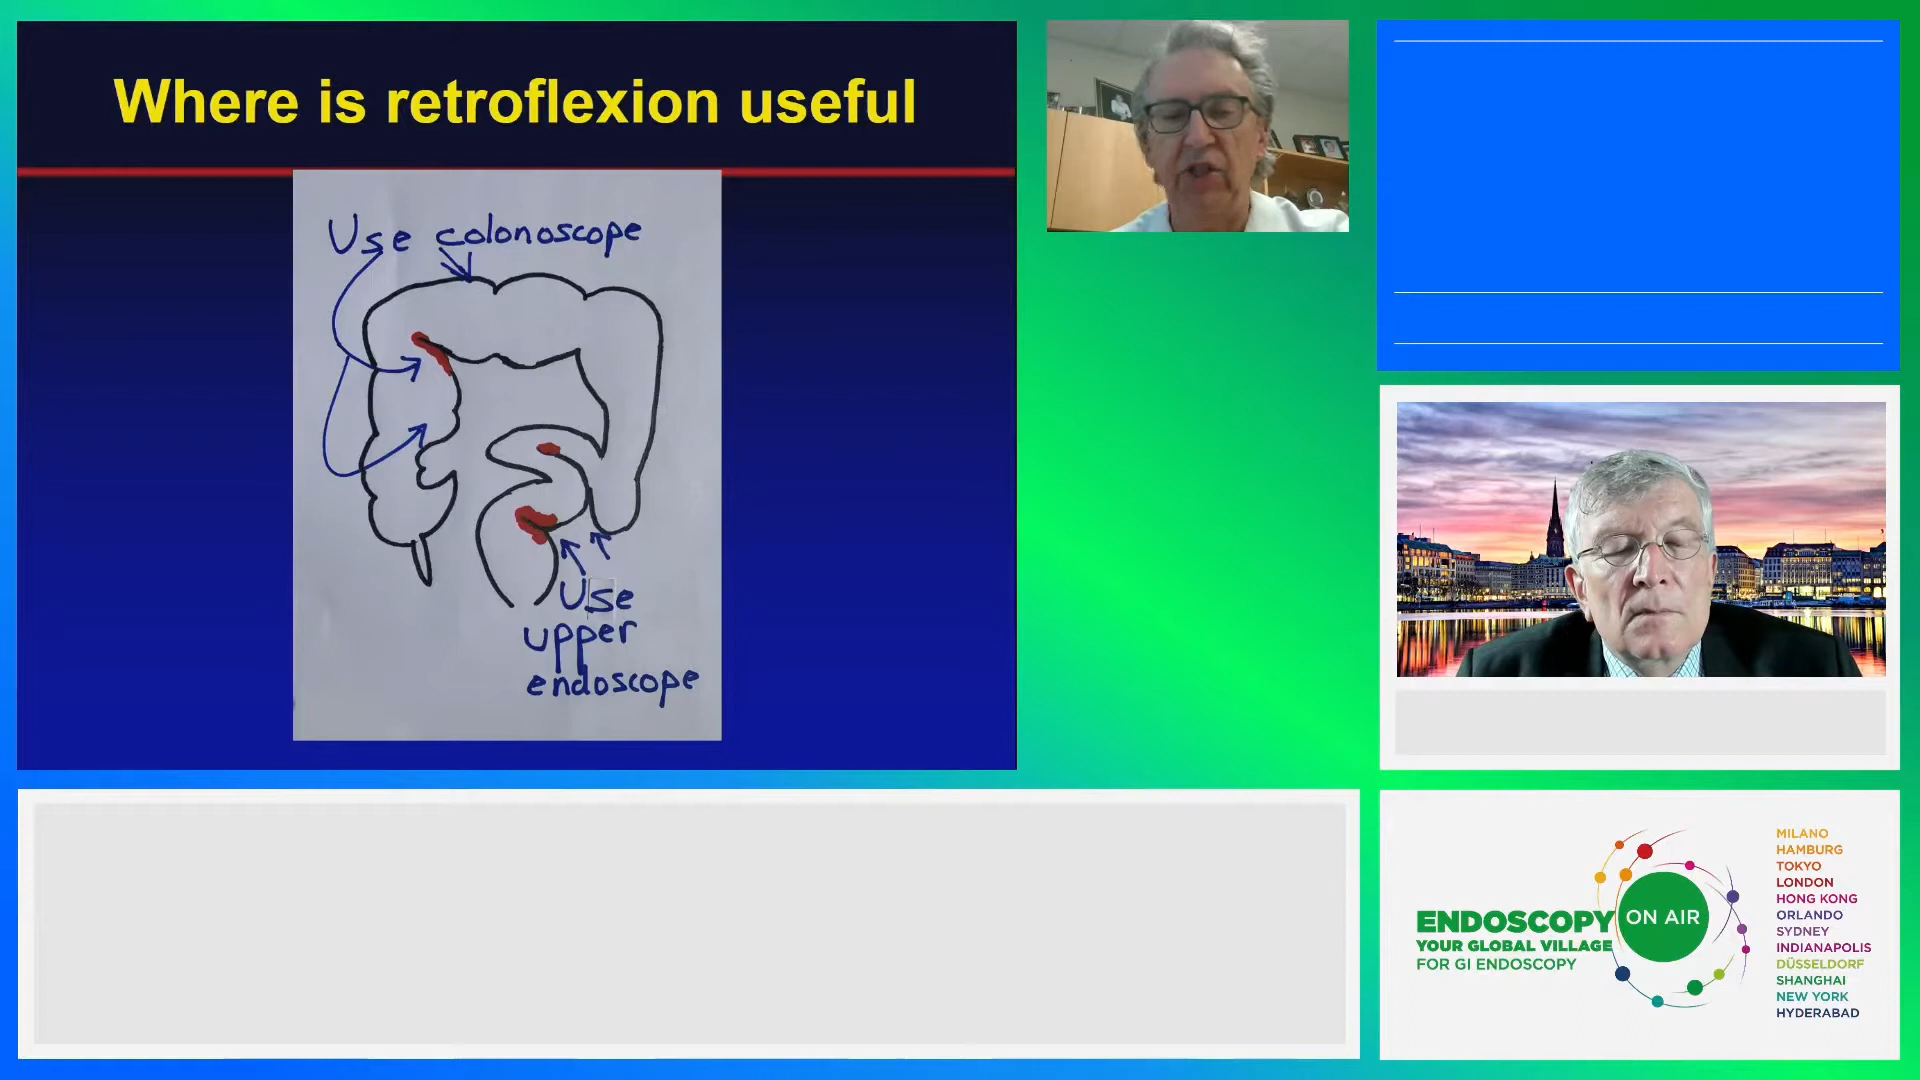 Where is retroflexion useful
Use colonoscope
Use
upper
endoscope
ENDOSCOPY
YOUR GLOBAL VILLAGE
FOR GI ENDOSCOPY
ON AIR
MILANO
HAMBURG
TOKYO
LONDON
HONG KONG
ORLANDO
SYDNEY
INDIANAPOLIS
DÜSSELDORF
SHANGHAI
NEW YORK
HYDERABAD